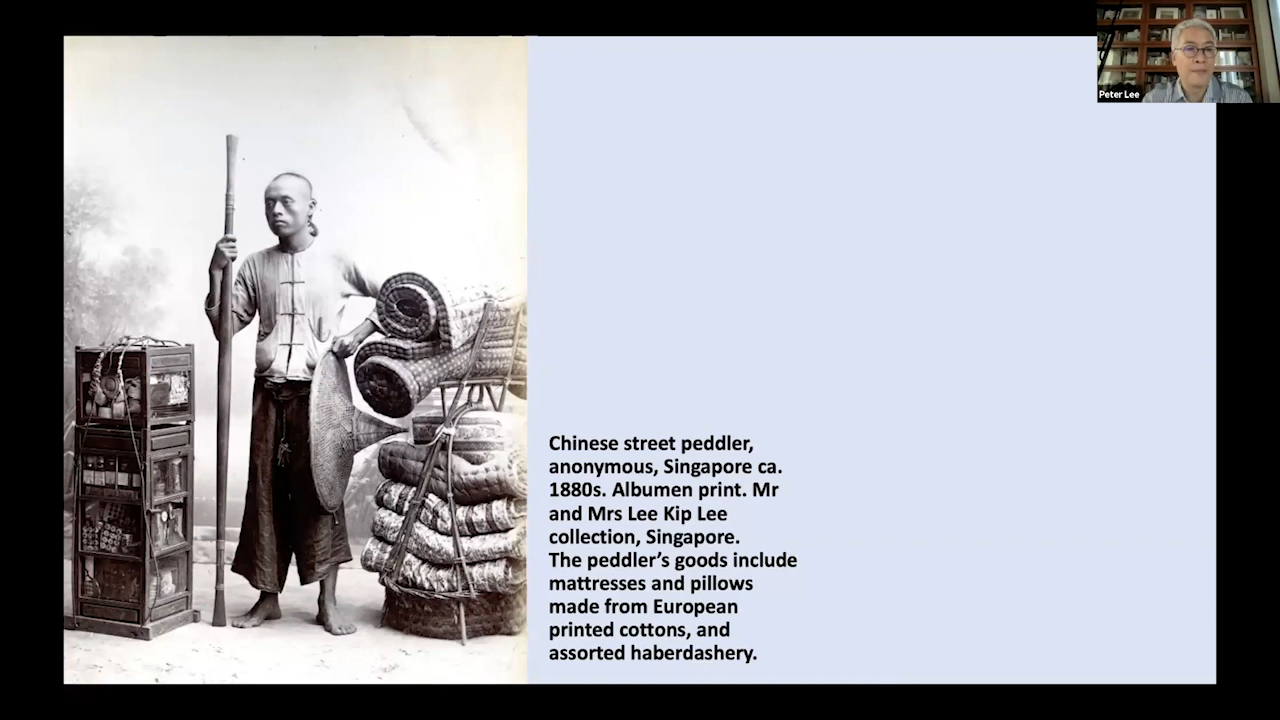 Peter Lee
Chinese street peddler,
anonymous, Singapore ca.
1880s. Albumen print. Mr
and Mrs Lee Kip Lee
collection, Singapore.
The peddler’s goods include
mattresses and pillows
made from European
printed cottons, and
assorted haberdashery.